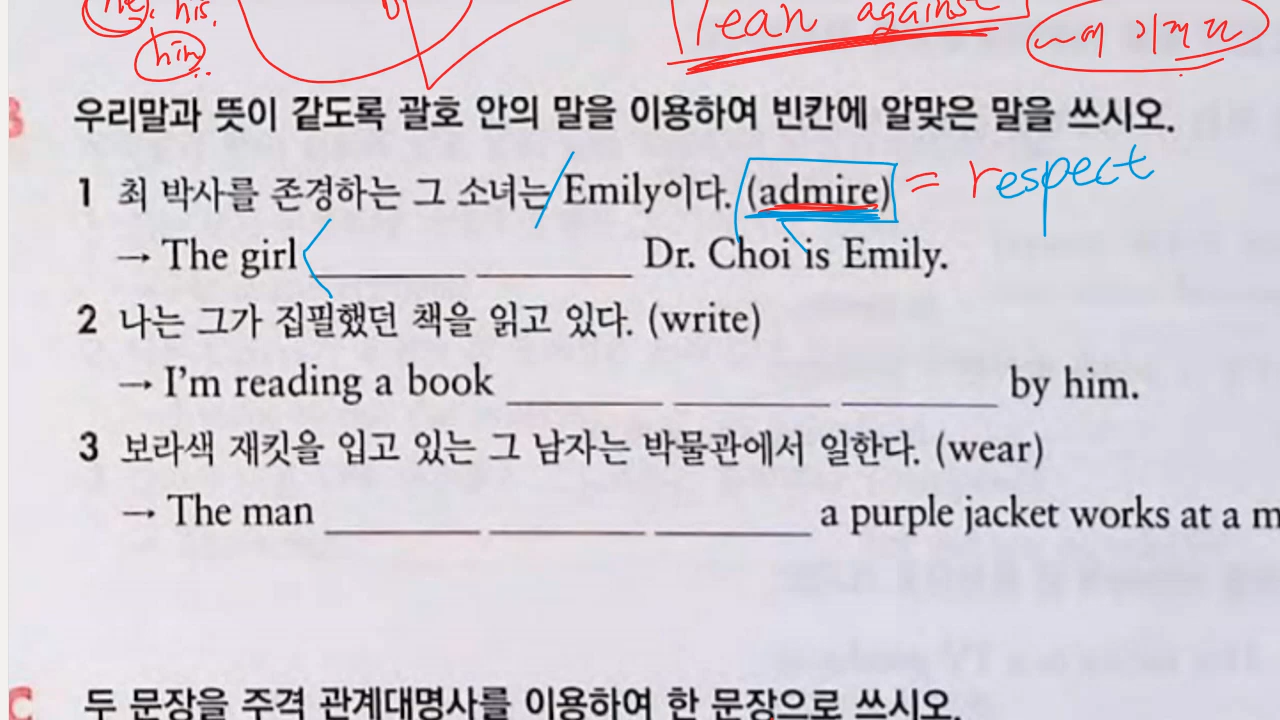 he. his.
him
lean against
~에 기대다
B 우리말과 뜻이 같도록 괄호 안의 말을 이용하여 빈칸에 알맞은 말을 쓰시오.
1 최 박사를 존경하는 그 소녀는 / Emily이다. (admire) = respect
→ The girl ________ ________ Dr. Choi is Emily.
2 나는 그가 집필했던 책을 읽고 있다. (write)
→ I'm reading a book ________ ________ ________ by him.
3 보라색 재킷을 입고 있는 그 남자는 박물관에서 일한다. (wear)
→ The man ________ ________ ________ a purple jacket works at a m
C 두 문장을 주격 관계대명사를 이용하여 한 문장으로 쓰시오.